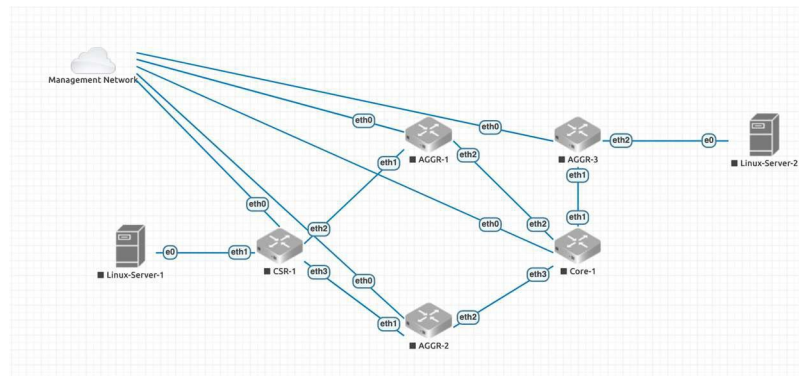 Management Network
eth0
AGGR-1
eth0
AGGR-3
eth2
e0
Linux-Server-2
eth1
eth2
eth1
eth0
eth2
eth0
eth2
eth1
Linux-Server-1
e0
eth1
CSR-1
eth3
eth0
eth3
Core-1
eth1
eth2
AGGR-2